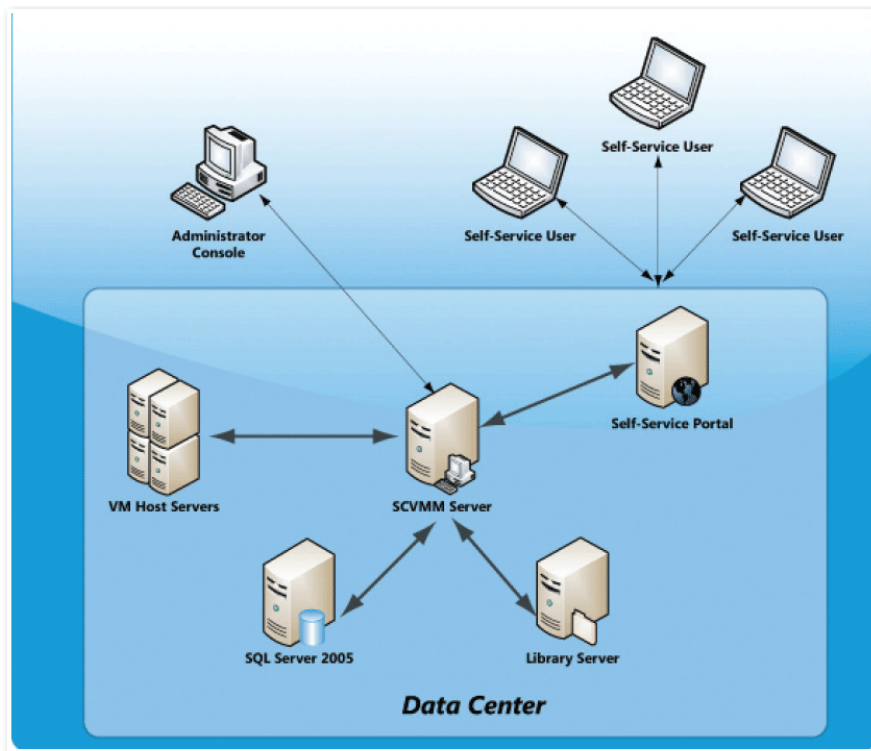 Self-Service User
Self-Service User
Self-Service User
Administrator
Console
Self-Service Portal
VM Host Servers
SCVMM Server
SQL Server 2005
Library Server
Data Center